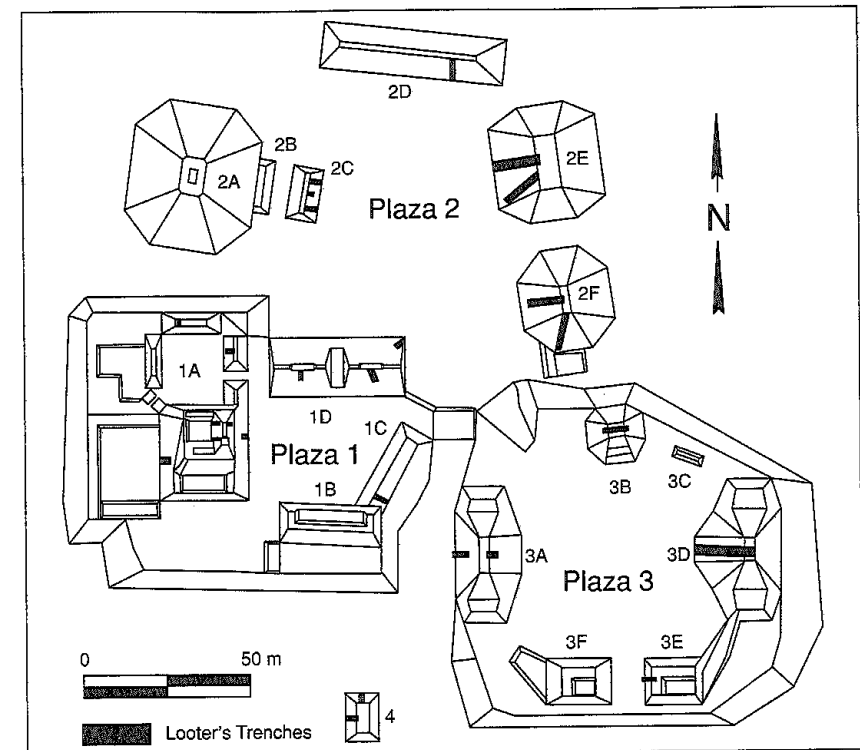 2D
2B
2C
2E
2A
Plaza 2
N
2F
1A
1D
1C
Plaza 1
3B
3C
1B
3A
3D
Plaza 3
3F
3E
0
50 m
4
Looter's Trenches